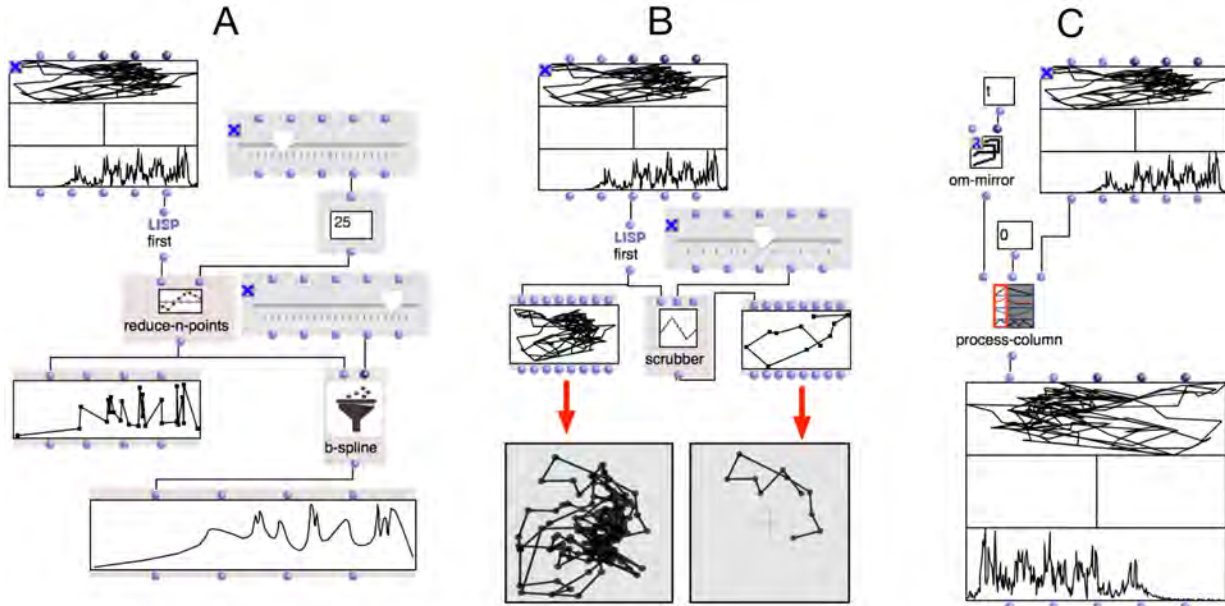 A
B
C
LISP
first
25
reduce-n-points
b-spline
LISP
first
scrubber
t
om-mirror
0
process-column